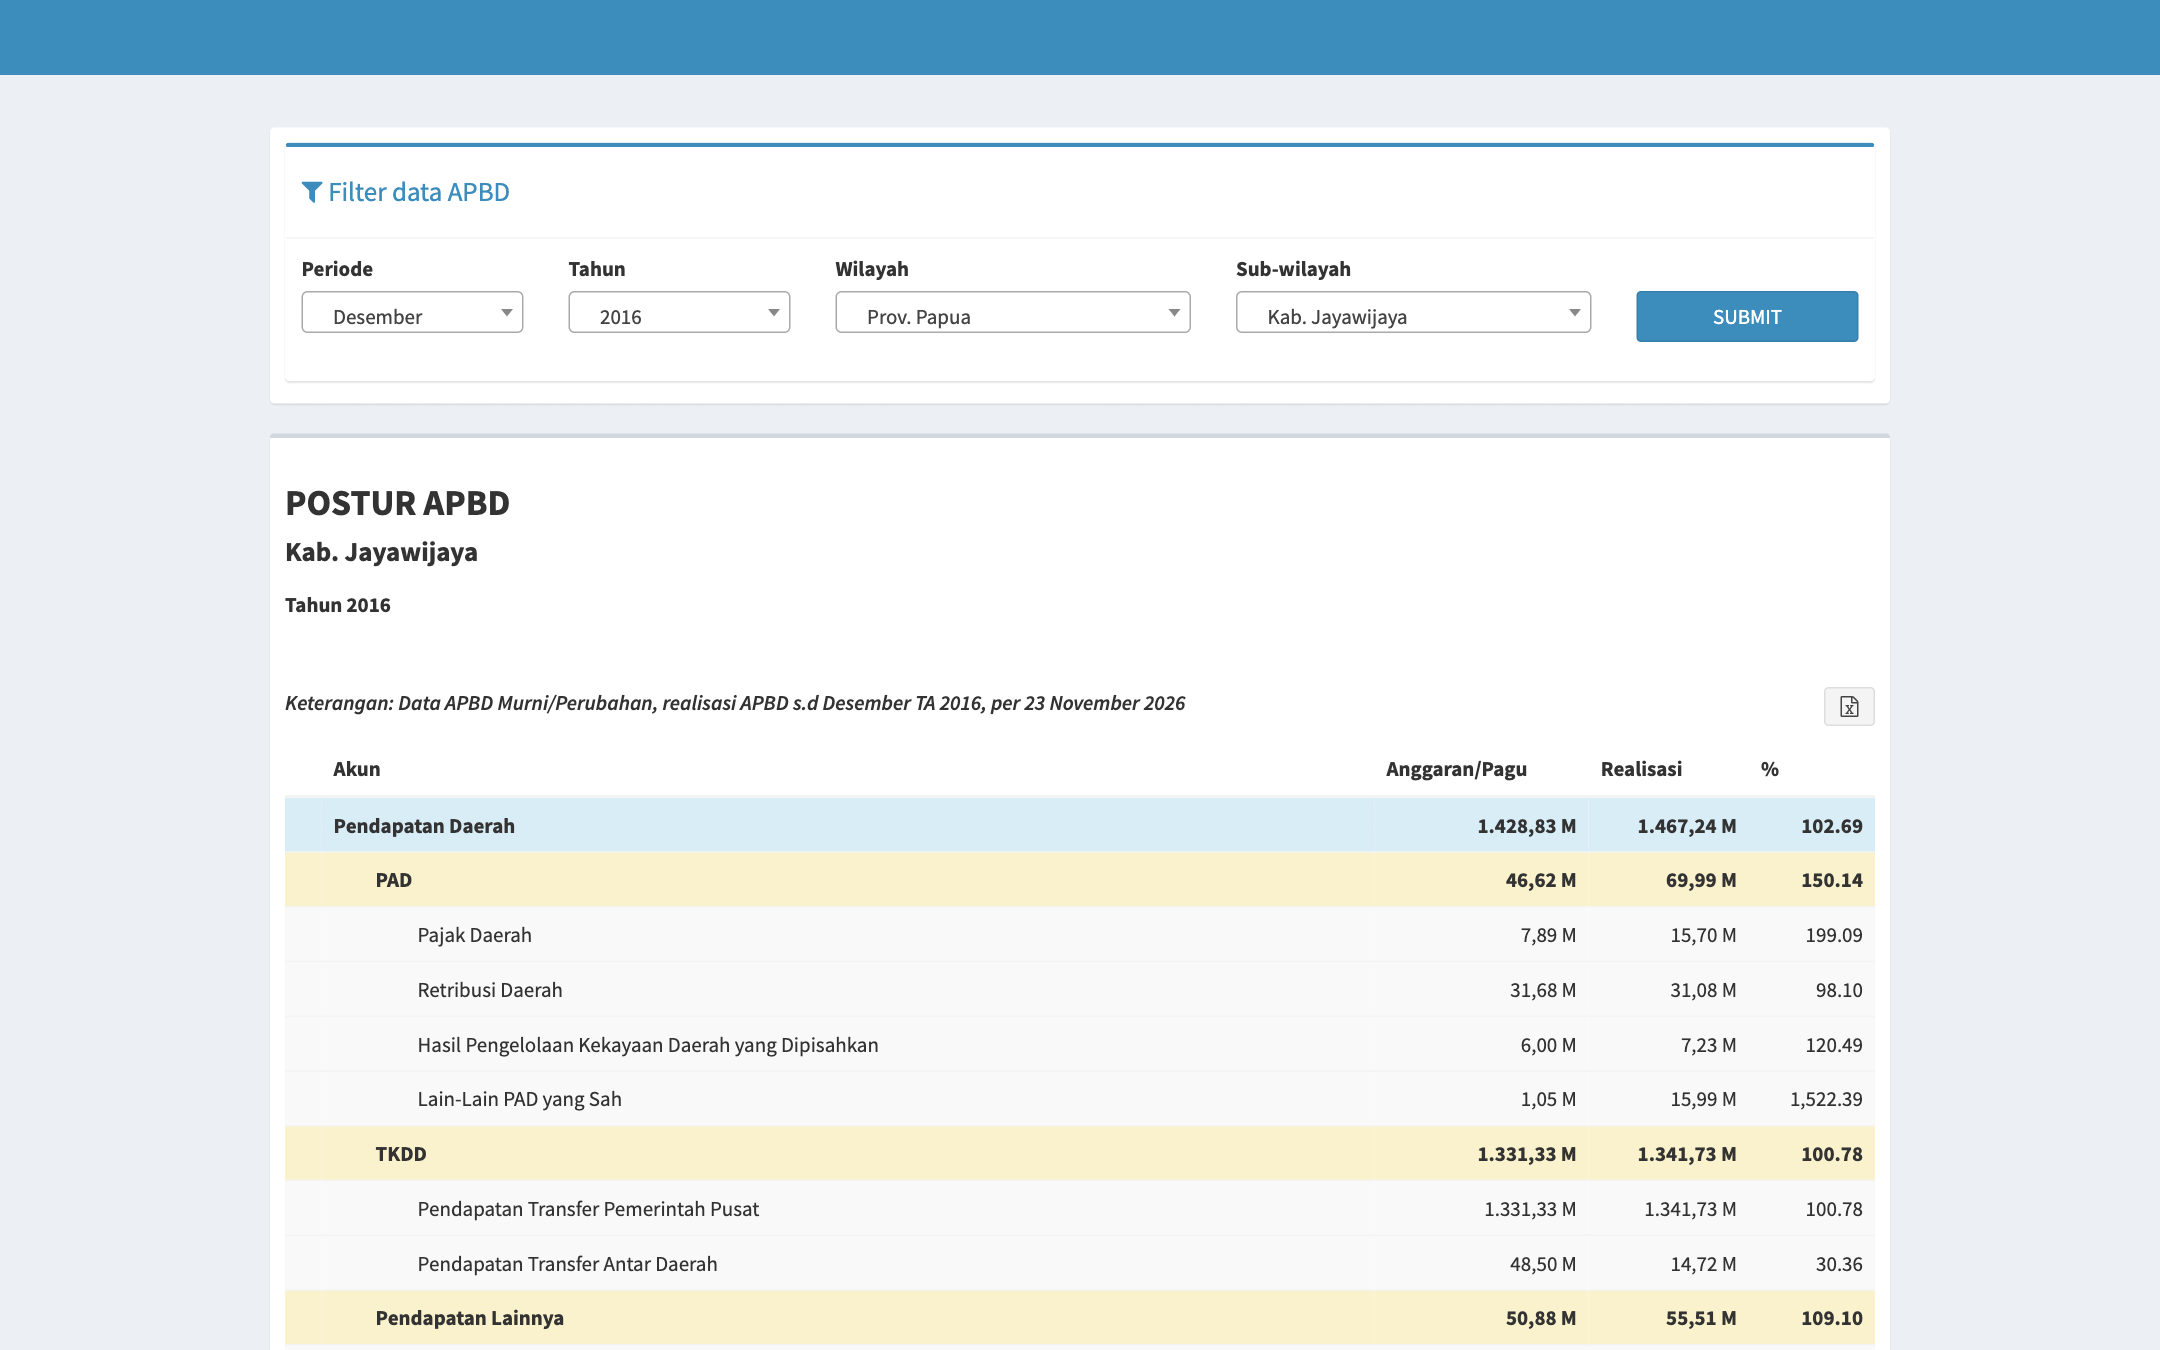 Filter data APBD
Periode Tahun Wilayah Sub-wilayah
Desember 2016 Prov. Papua Kab. Jayawijaya SUBMIT
POSTUR APBD
Kab. Jayawijaya
Tahun 2016
Keterangan: Data APBD Murni/Perubahan, realisasi APBD s.d Desember TA 2016, per 23 November 2026
Akun Anggaran/Pagu Realisasi %
Pendapatan Daerah 1.428,83 M 1.467,24 M 102.69
PAD 46,62 M 69,99 M 150.14
Pajak Daerah 7,89 M 15,70 M 199.09
Retribusi Daerah 31,68 M 31,08 M 98.10
Hasil Pengelolaan Kekayaan Daerah yang Dipisahkan 6,00 M 7,23 M 120.49
Lain-Lain PAD yang Sah 1,05 M 15,99 M 1,522.39
TKDD 1.331,33 M 1.341,73 M 100.78
Pendapatan Transfer Pemerintah Pusat 1.331,33 M 1.341,73 M 100.78
Pendapatan Transfer Antar Daerah 48,50 M 14,72 M 30.36
Pendapatan Lainnya 50,88 M 55,51 M 109.10